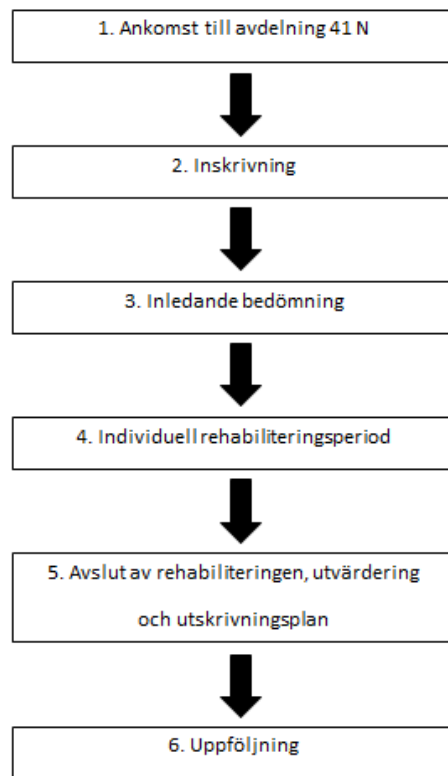 1. Ankomst till avdelning 41 N
2. Inskrivning
3. Inledande bedömning
4. Individuell rehabiliteringsperiod
5. Avslut av rehabiliteringen, utvärdering
och utskrivningsplan
6. Uppföljning